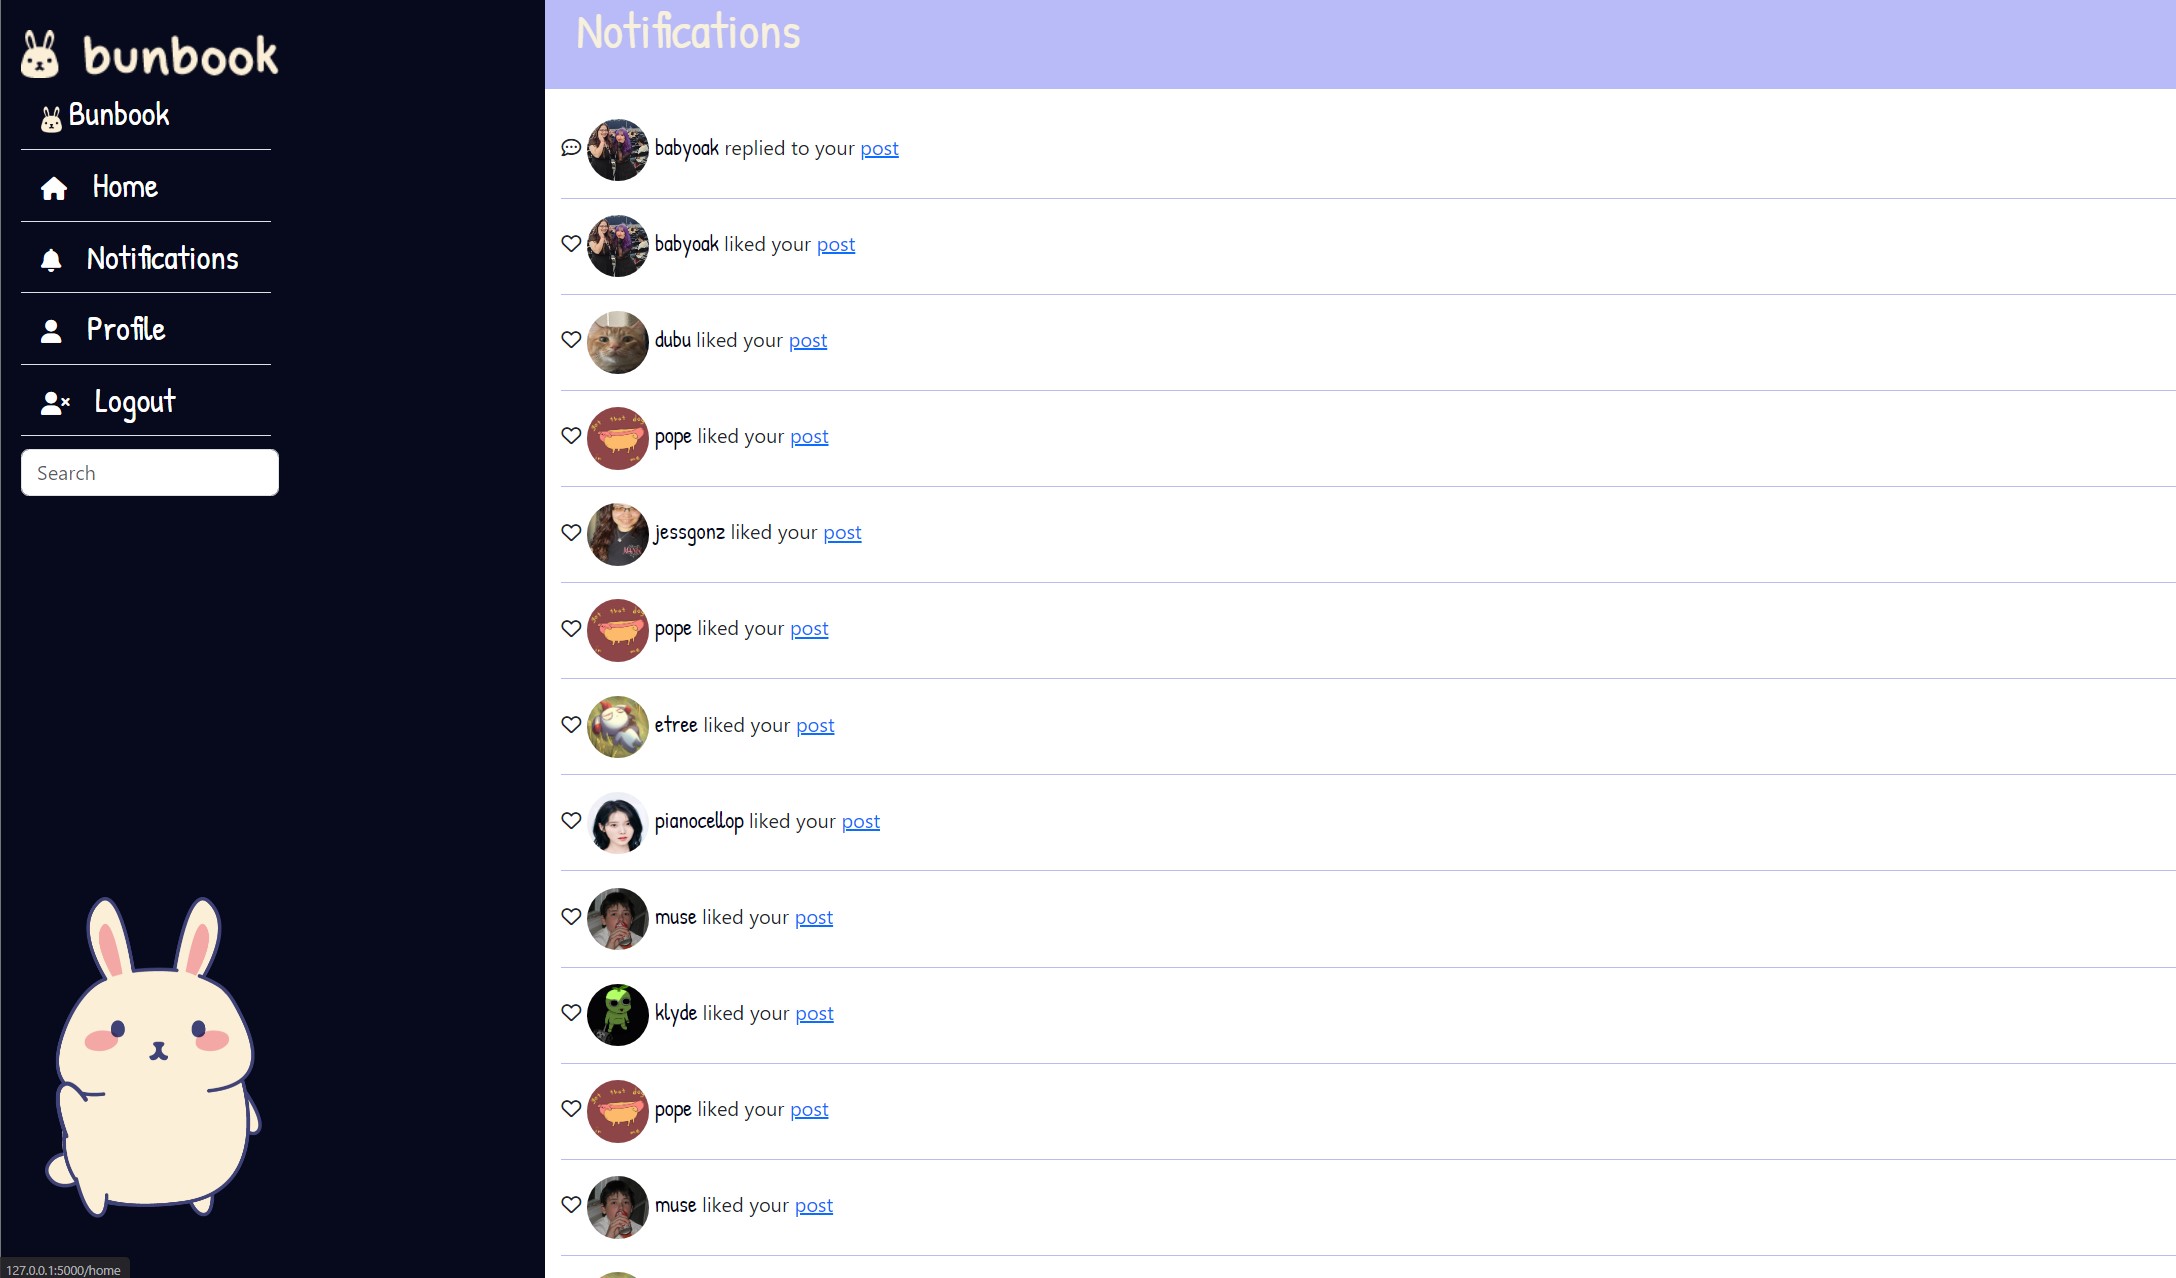 bunbook
Bunbook
Home
Notifications
Profile
Logout
Search
127.0.0.1:5000/home
Notifications
babyoak replied to your post
babyoak liked your post
dubu liked your post
pope liked your post
jessgonz liked your post
pope liked your post
etree liked your post
pianocellop liked your post
muse liked your post
klyde liked your post
pope liked your post
muse liked your post